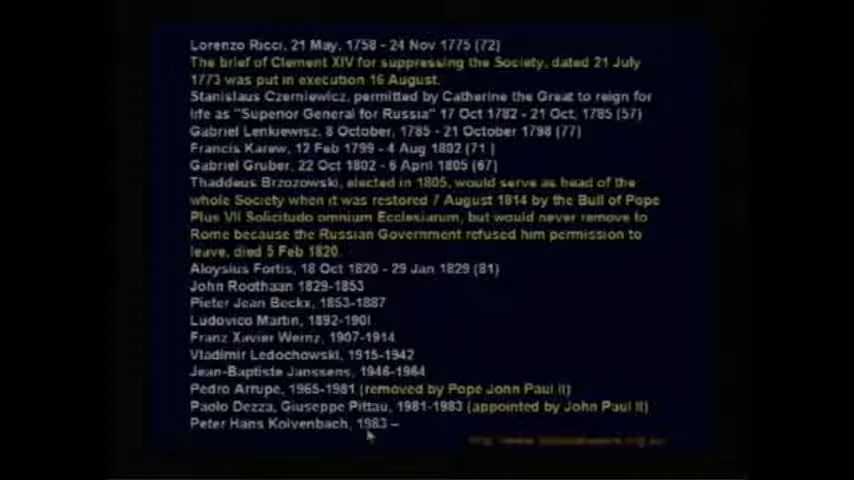 Lorenzo Ricci, 21 May, 1758 - 24 Nov 1775 (72)
The brief of Clement XIV for suppressing the Society, dated 21 July
1773 was put in execution 16 August.
Stanislaus Czerniewicz, permitted by Catherine the Great to reign for
life as "Superior General for Russia" 17 Oct 1782 - 21 Oct, 1785 (57)
Gabriel Lenkiewisz, 8 October, 1785 - 21 October 1798 (77)
Francis Karew, 12 Feb 1799 - 4 Aug 1802 (71 )
Gabriel Gruber, 22 Oct 1802 - 6 April 1805 (67)
Thaddeus Brzozowski, elected in 1805, would serve as head of the
whole Society when it was restored 7 August 1814 by the Bull of Pope
Pius VII Solicitudo omnium Ecclesiarum, but would never remove to
Rome because the Russian Government refused him permission to
leave, died 5 Feb 1820.
Aloysius Fortis, 18 Oct 1820 - 29 Jan 1829 (81)
John Roothaan 1829-1853
Pieter Jean Beckx, 1853-1887
Ludovico Martin, 1892-1901
Franz Xavier Wernz, 1907-1914
Vladimir Ledochowski, 1915-1942
Jean-Baptiste Janssens, 1946-1964
Pedro Arrupe, 1965-1981 (removed by Pope John Paul II)
Paolo Dezza, Giuseppe Pittau, 1981-1983 (appointed by John Paul II)
Peter Hans Kolvenbach, 1983 –